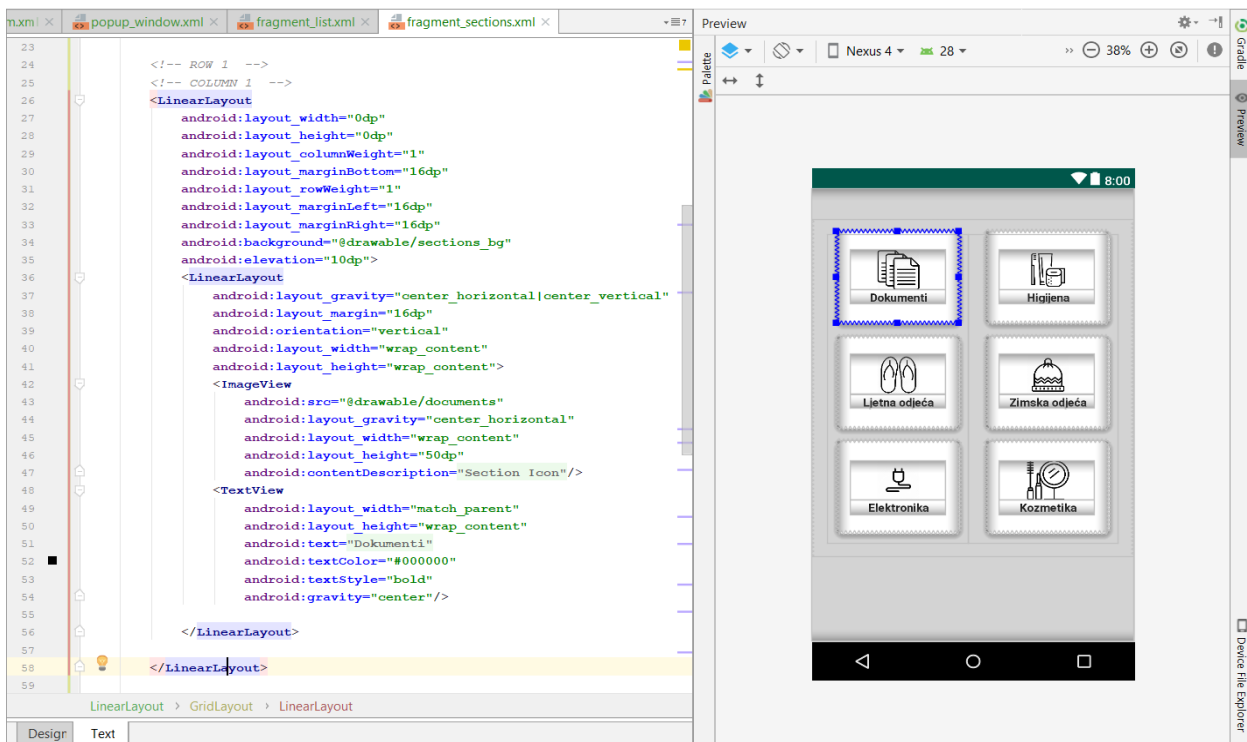 m.xml popup_window.xml fragment_list.xml fragment_sections.xml 7 Preview
23
24 <!-- ROW 1 -->
25 <!-- COLUMN 1 -->
26 <LinearLayout
27 android:layout_width="0dp"
28 android:layout_height="0dp"
29 android:layout_columnWeight="1"
30 android:layout_marginBottom="16dp"
31 android:layout_rowWeight="1"
32 android:layout_marginLeft="16dp"
33 android:layout_marginRight="16dp"
34 android:background="@drawable/sections_bg"
35 android:elevation="10dp">
36 <LinearLayout
37 android:layout_gravity="center_horizontal|center_vertical"
38 android:layout_margin="16dp"
39 android:orientation="vertical"
40 android:layout_width="wrap_content"
41 android:layout_height="wrap_content">
42 <ImageView
43 android:src="@drawable/documents"
44 android:layout_gravity="center_horizontal"
45 android:layout_width="wrap_content"
46 android:layout_height="50dp"
47 android:contentDescription="Section Icon"/>
48 <TextView
49 android:layout_width="match_parent"
50 android:layout_height="wrap_content"
51 android:text="Dokumenti"
52 android:textColor="#000000"
53 android:textStyle="bold"
54 android:gravity="center"/>
55
56 </LinearLayout>
57
58 </LinearLayout>
59
LinearLayout › GridLayout › LinearLayout
Design Text
Palette
Nexus 4 28 » 38%
8:00
Dokumenti Higijena
Ljetna odjeća Zimska odjeća
Elektronika Kozmetika
Gradle
Preview
Device File Explorer